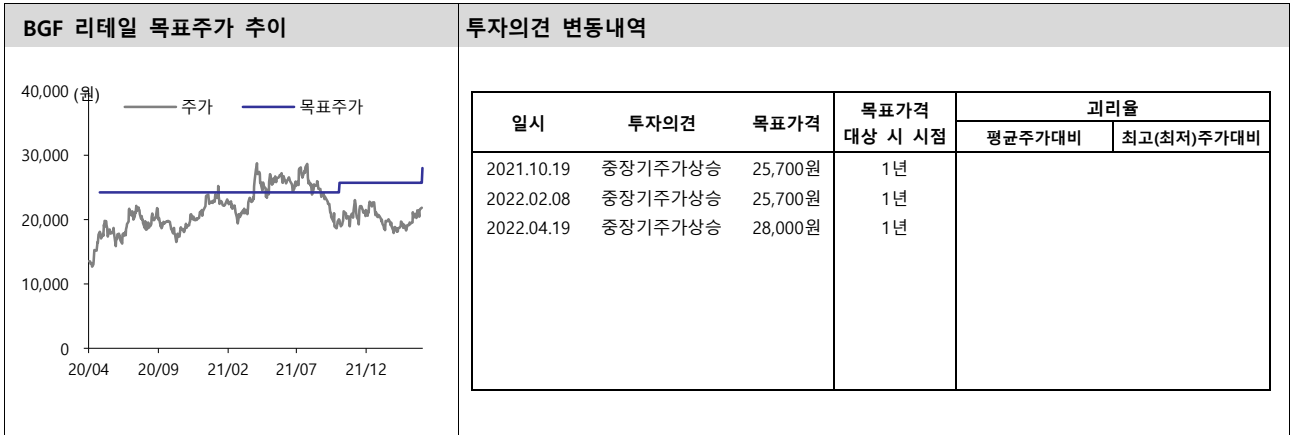 BGF 리테일 목표주가 추이
투자의견 변동내역
40,000 (원)
주가
목표주가
30,000
20,000
10,000
0
20/04 20/09 21/02 21/07 21/12
일시 투자의견 목표가격 목표가격 대상 시 시점 괴리율
평균주가대비 최고(최저)주가대비
2021.10.19 중장기주가상승 25,700원 1년
2022.02.08 중장기주가상승 25,700원 1년
2022.04.19 중장기주가상승 28,000원 1년